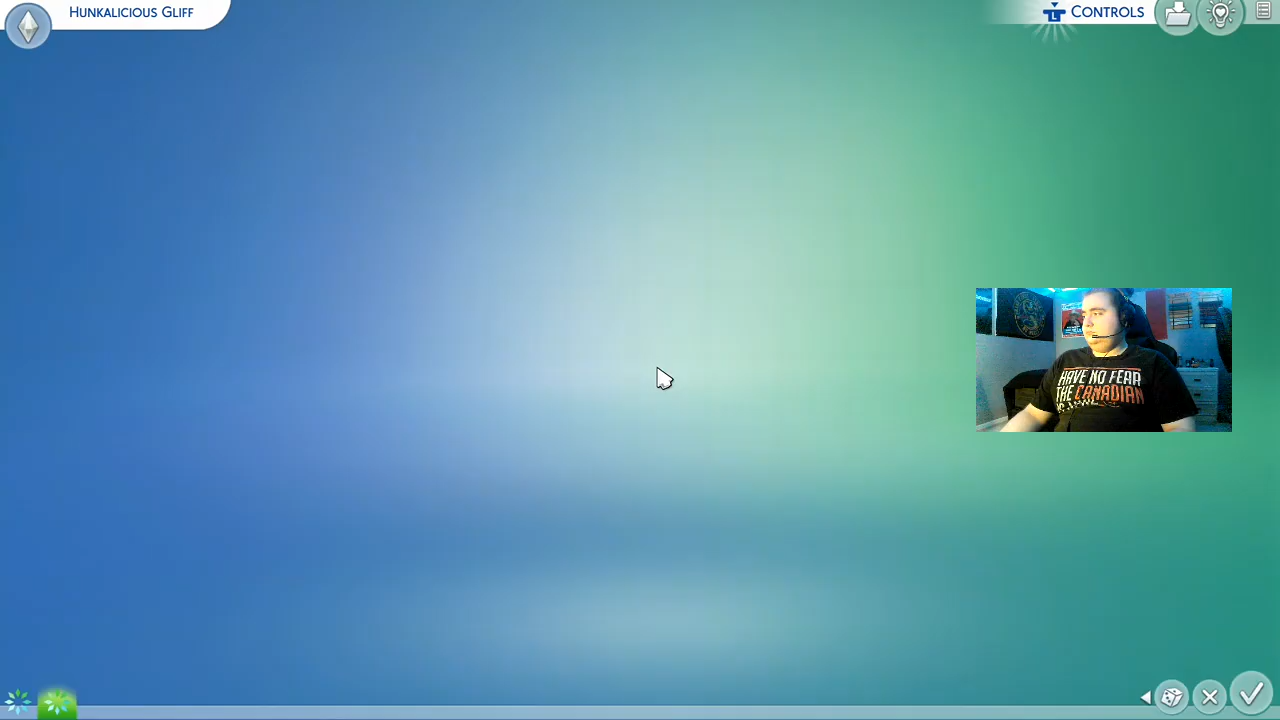 Hunkalicious Gliff
L Controls
HAVE NO FEAR
THE CANADIAN